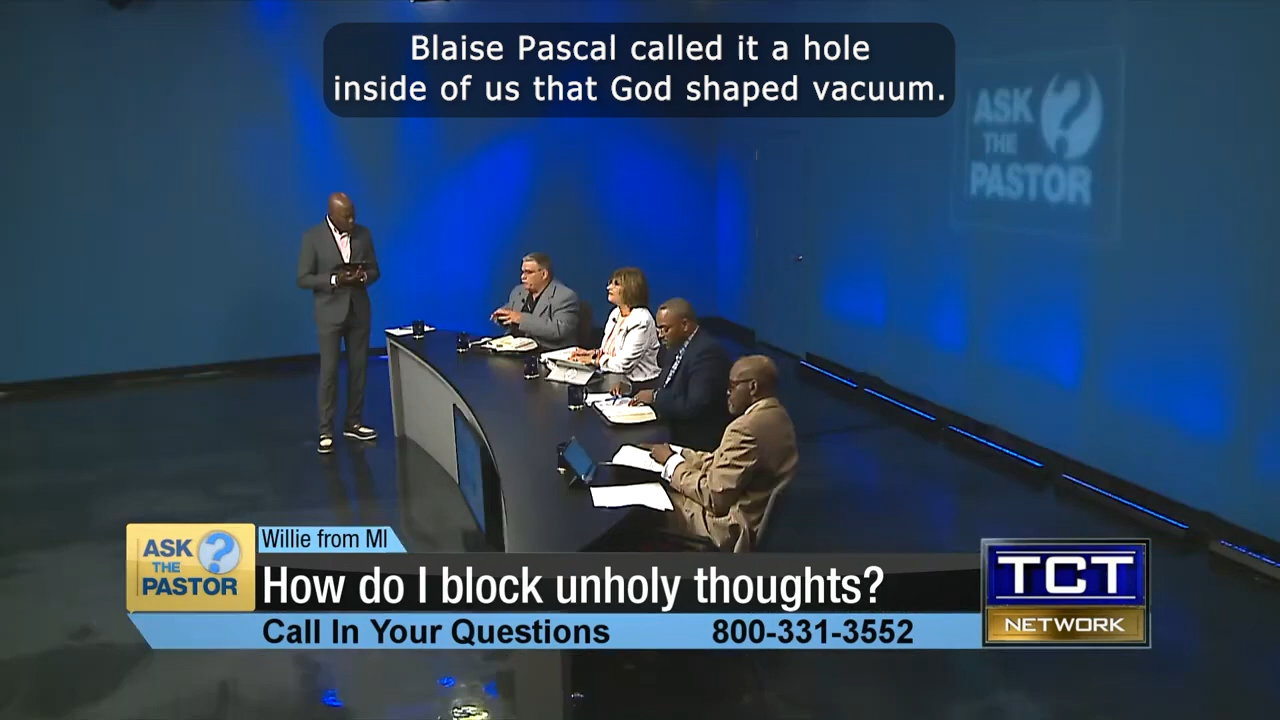 Blaise Pascal called it a hole
inside of us that God shaped vacuum.
ASK
THE
PASTOR
?
ASK
THE
PASTOR
?
Willie from MI
How do I block unholy thoughts?
Call In Your Questions 800-331-3552
TCT
NETWORK